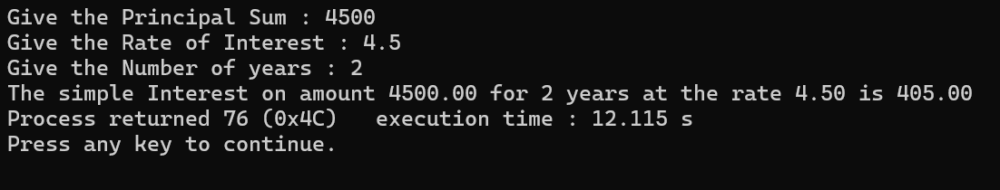 Give the Principal Sum : 4500
Give the Rate of Interest : 4.5
Give the Number of years : 2
The simple Interest on amount 4500.00 for 2 years at the rate 4.50 is 405.00
Process returned 76 (0x4C)   execution time : 12.115 s
Press any key to continue.